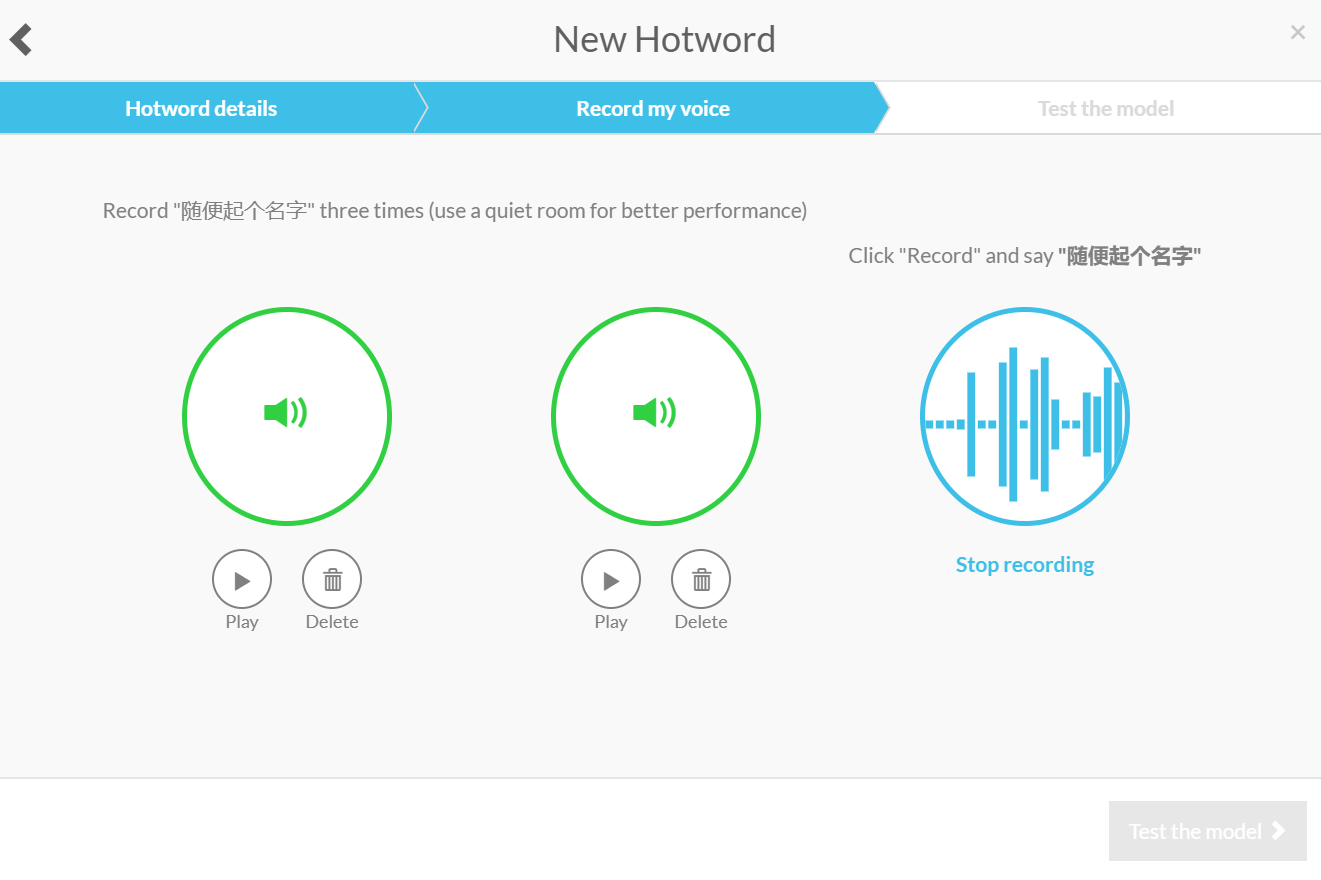 New Hotword
×
Hotword details
Record my voice
Test the model
Record "随便起个名字" three times (use a quiet room for better performance)
Click "Record" and say "随便起个名字"
Stop recording
Play
Delete
Play
Delete
Test the model